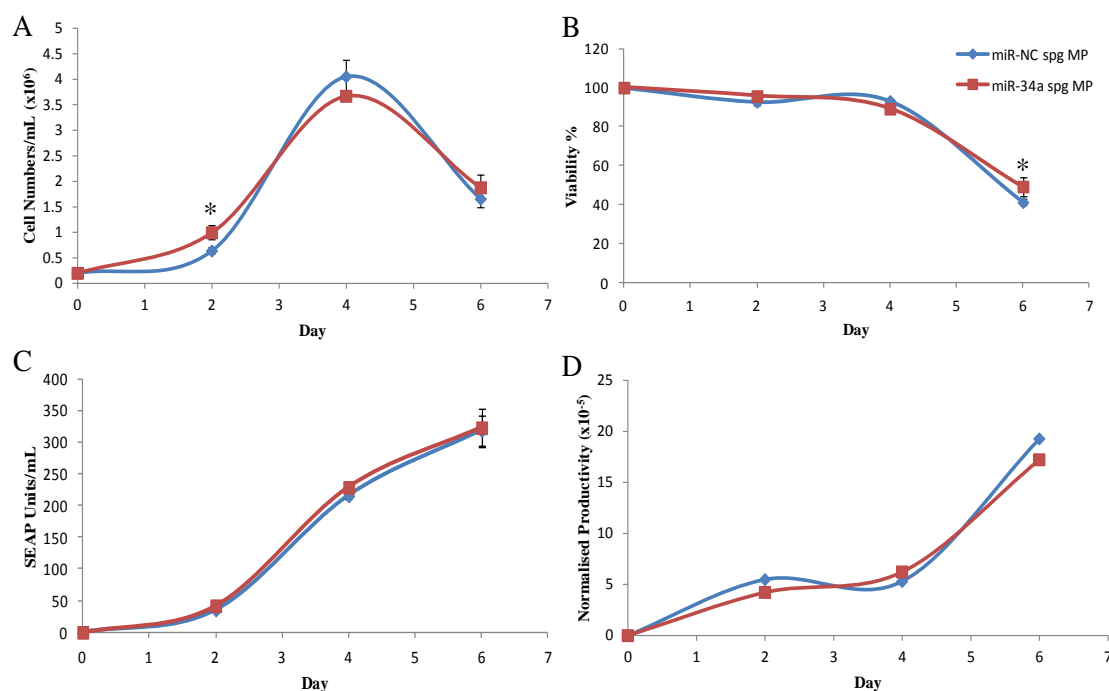 A
Cell Numbers/mL (x10⁶)
5
4.5
4
3.5
3
2.5
2
1.5
1
0.5
0
*
0 1 2 3 4 5 6 7
Day
B
Viability %
120
100
80
60
40
20
0
miR-NC spg MP
miR-34a spg MP
*
0 1 2 3 4 5 6 7
Day
C
SEAP Units/mL
400
350
300
250
200
150
100
50
0
0 1 2 3 4 5 6 7
Day
D
Normalised Productivity (x10⁻⁵)
25
20
15
10
5
0
0 1 2 3 4 5 6 7
Day